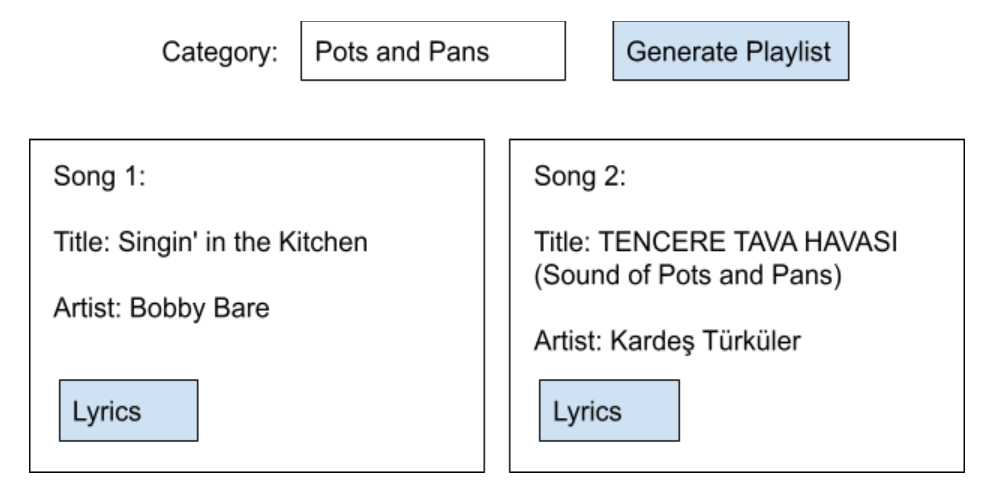 Category: Pots and Pans Generate Playlist
Song 1:
Title: Singin' in the Kitchen
Artist: Bobby Bare
Lyrics
Song 2:
Title: TENCERE TAVA HAVASI
(Sound of Pots and Pans)
Artist: Kardeş Türküler
Lyrics